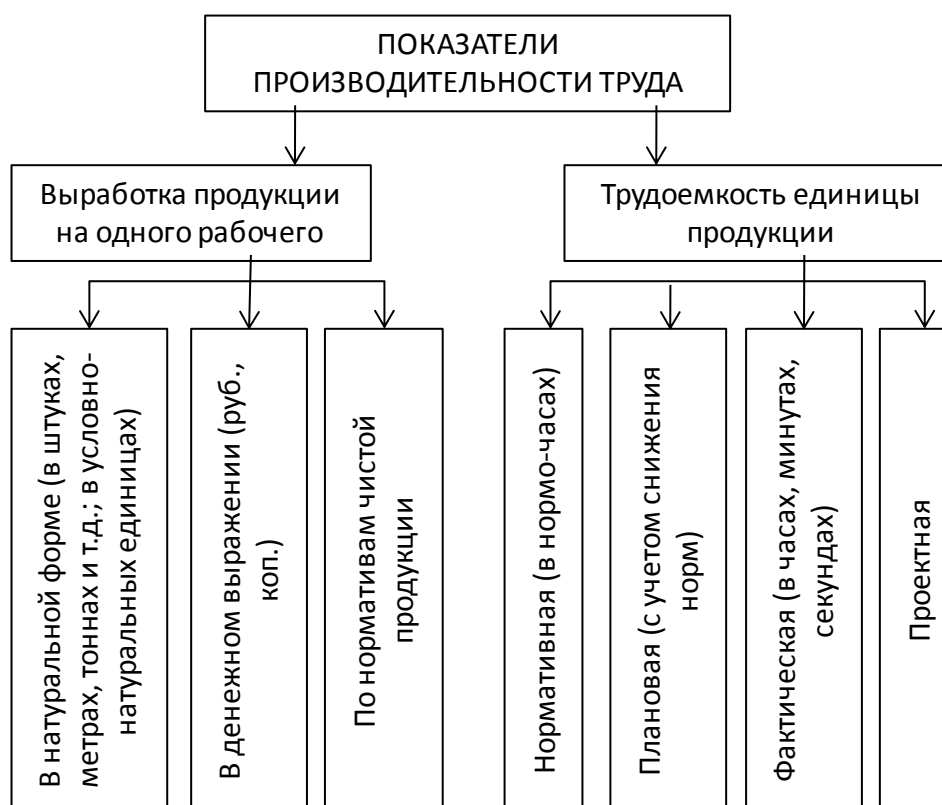 ПОКАЗАТЕЛИ
ПРОИЗВОДИТЕЛЬНОСТИ ТРУДА
Выработка продукции
на одного рабочего
Трудоемкость единицы
продукции
В натуральной форме (в штуках,
метрах, тоннах и т.д.; в условно-
натуральных единицах)
В денежном выражении (руб.,
коп.)
По нормативам чистой
продукции
Нормативная (в нормо-часах)
Плановая (с учетом снижения
норм)
Фактическая (в часах, минутах,
секундах)
Проектная